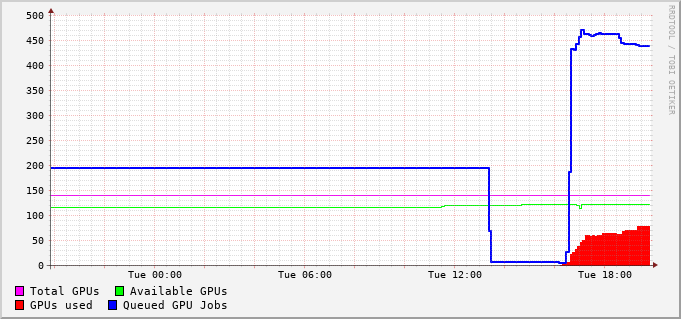 500
450
400
350
300
250
200
150
100
50
0
Tue 00:00 Tue 06:00 Tue 12:00 Tue 18:00
Total GPUs Available GPUs
GPUs used Queued GPU Jobs
RRDTOOL / TOBI OETIKER